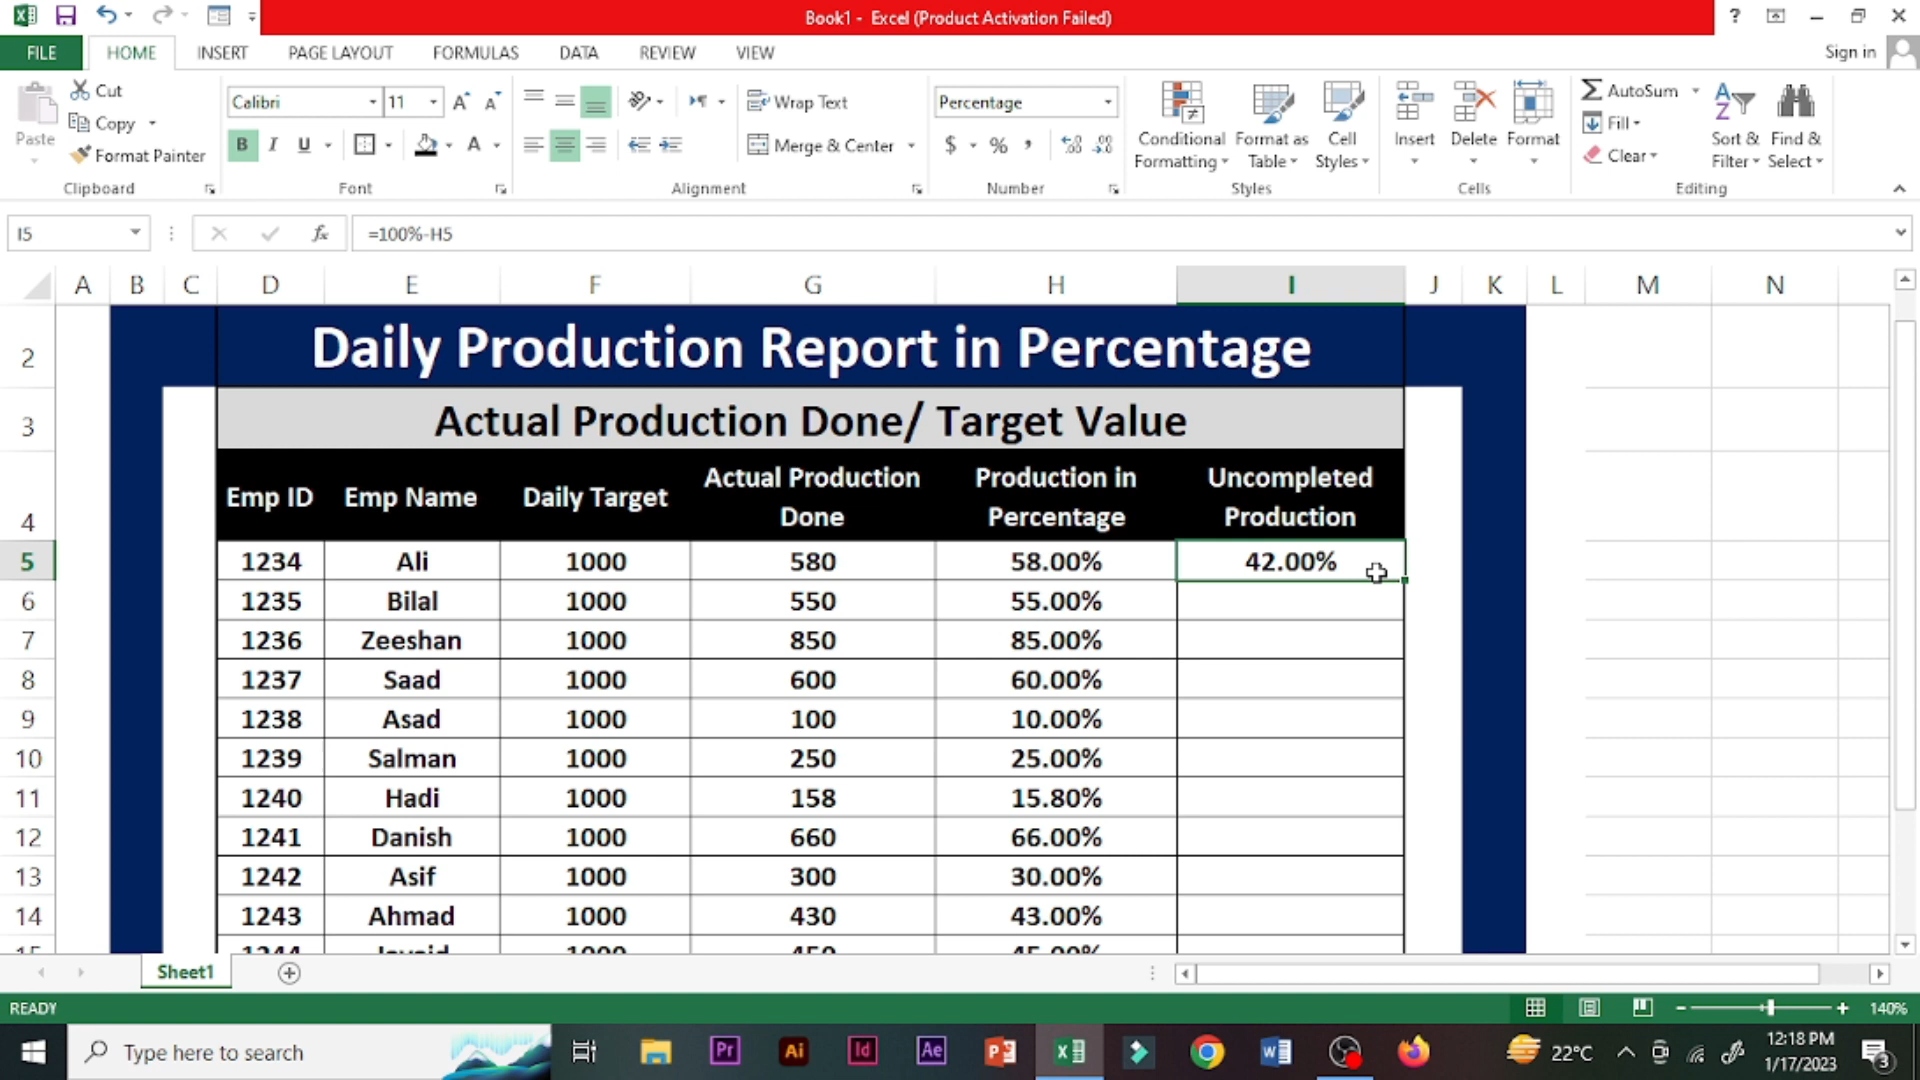 Book1 - Excel (Product Activation Failed)
?
FILE HOME INSERT PAGE LAYOUT FORMULAS DATA REVIEW VIEW Sign in
Paste
Cut
Copy
Format Painter
Clipboard
Calibri 11
B I U
Font
Wrap Text
Merge & Center
Alignment
Percentage
$ % ,
Number
Conditional Formatting
Format as Table
Cell Styles
Styles
Insert
Delete
Format
Cells
AutoSum
Fill
Clear
Sort & Filter
Find & Select
Editing
I5 fx =100%-H5
A B C D E F G H I J K L M N
2 Daily Production Report in Percentage
3 Actual Production Done/ Target Value
4 Emp ID Emp Name Daily Target Actual Production Done Production in Percentage Uncompleted Production
5 1234 Ali 1000 580 58.00% 42.00%
6 1235 Bilal 1000 550 55.00%
7 1236 Zeeshan 1000 850 85.00%
8 1237 Saad 1000 600 60.00%
9 1238 Asad 1000 100 10.00%
10 1239 Salman 1000 250 25.00%
11 1240 Hadi 1000 158 15.80%
12 1241 Danish 1000 660 66.00%
13 1242 Asif 1000 300 30.00%
14 1243 Ahmad 1000 430 43.00%
Sheet1
READY 140%
Type here to search
Pr Ai Id Ae
22°C
12:18 PM
1/17/2023
3